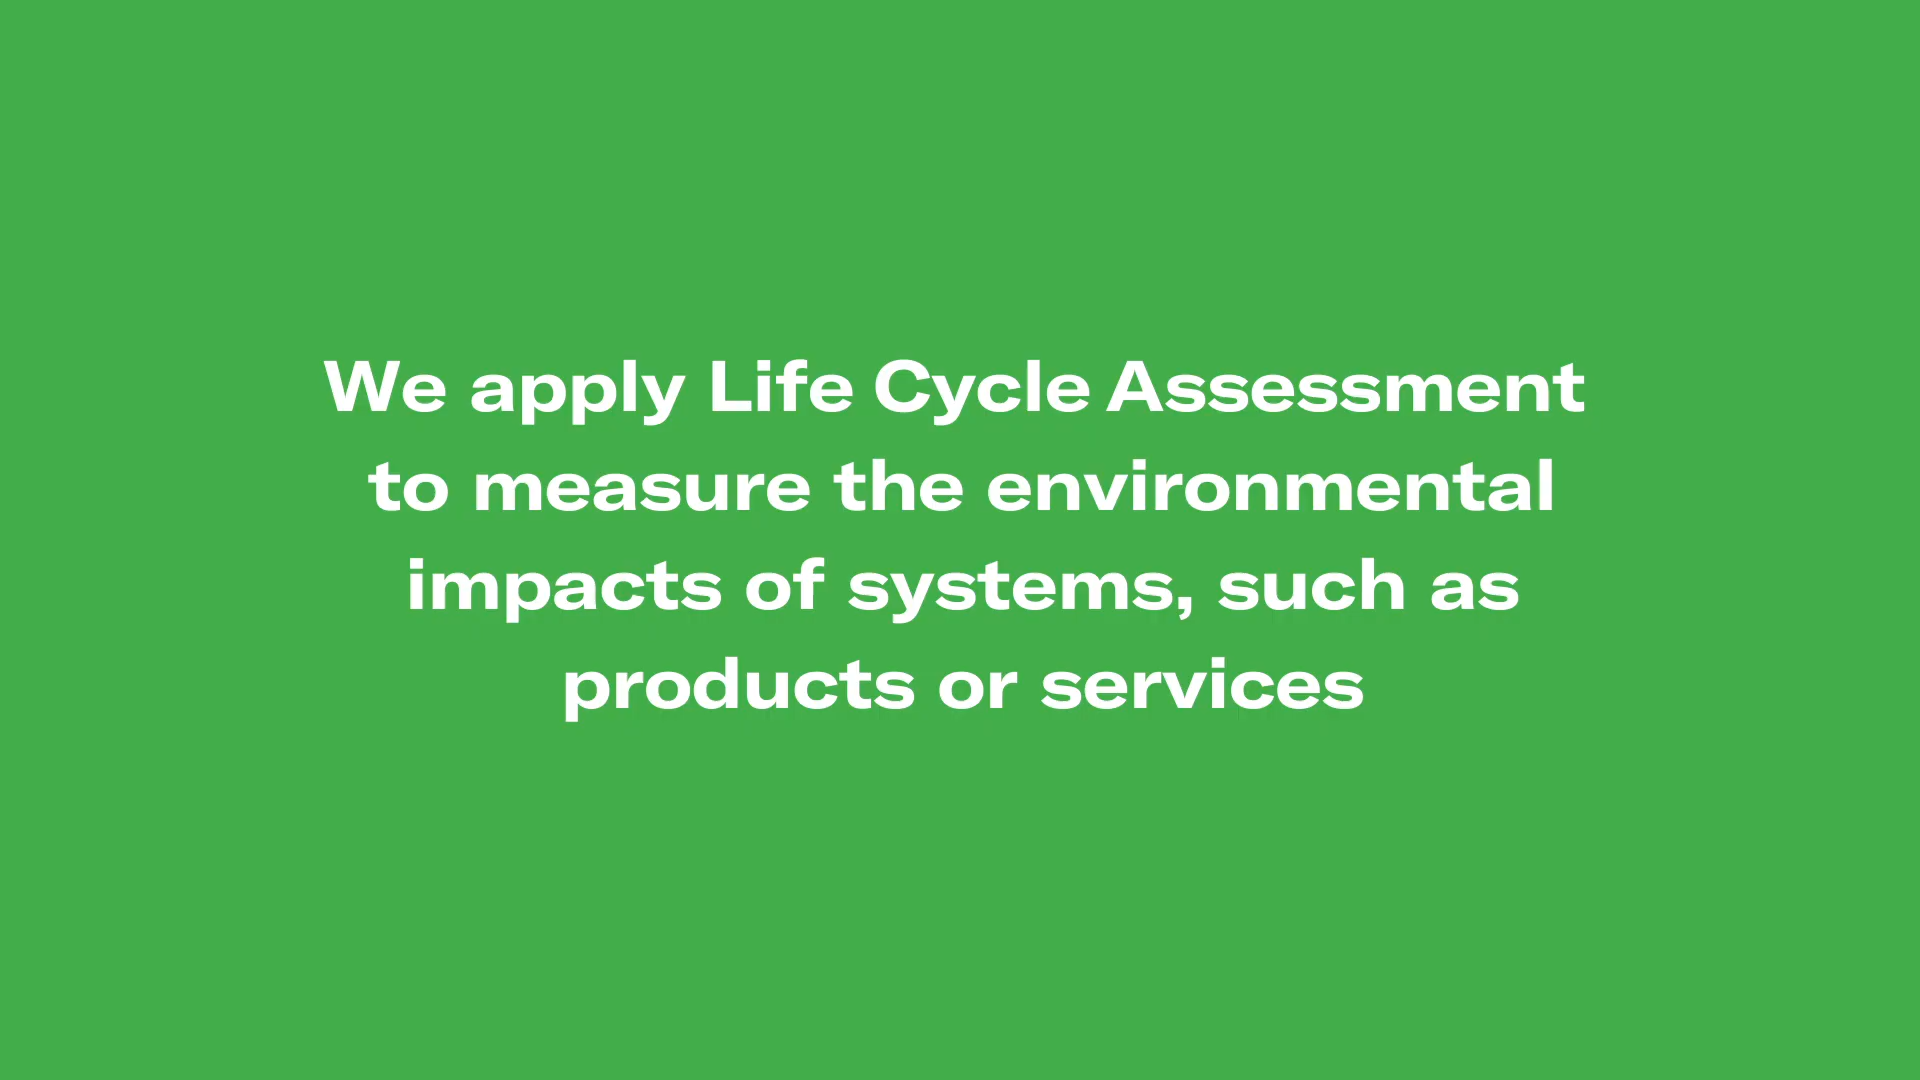 We apply Life Cycle Assessment
to measure the environmental
impacts of systems, such as
products or services